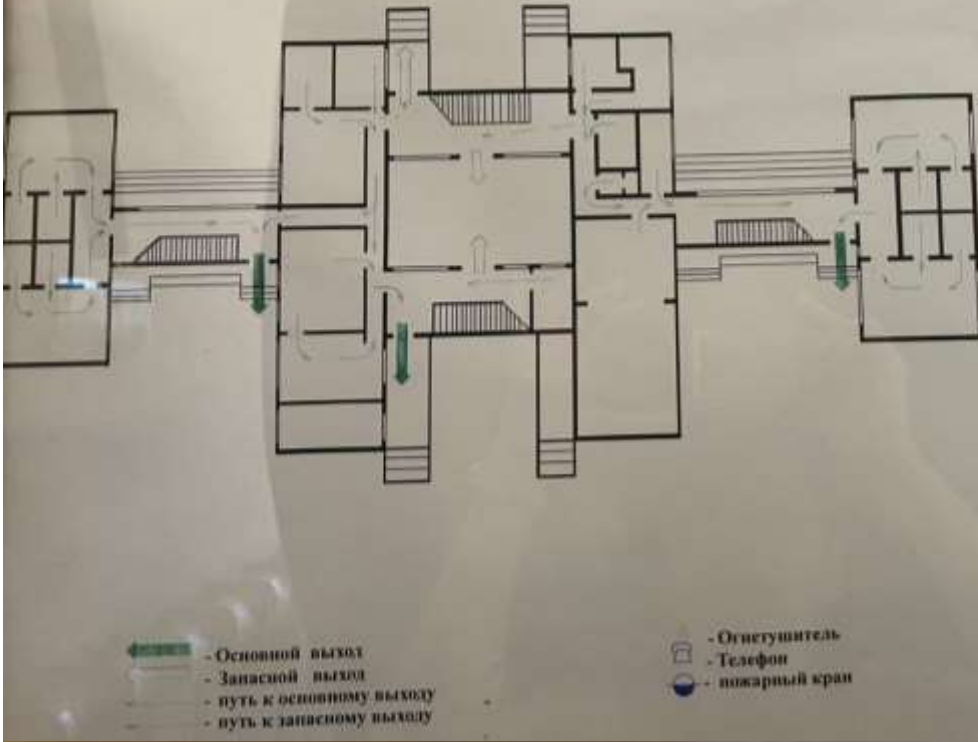 - Основной выход
- Запасной выход
- путь к основному выходу
- путь к запасному выходу
- Огнетушитель
- Телефон
- пожарный кран